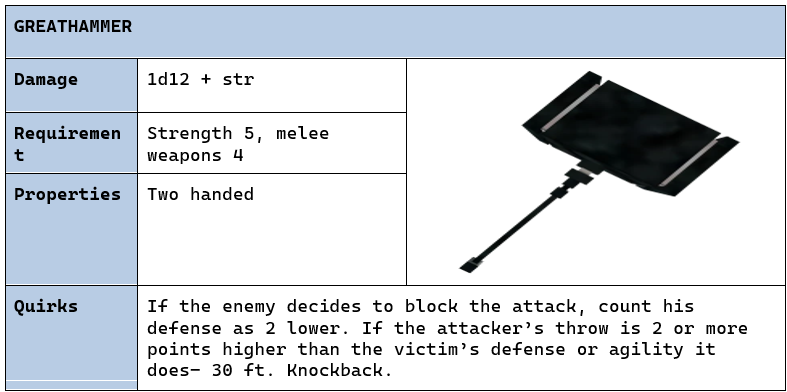 GREATHAMMER
Damage
1d12 + str
Requiremen
t
Strength 5, melee
weapons 4
Properties
Two handed
Quirks
If the enemy decides to block the attack, count his
defense as 2 lower. If the attacker’s throw is 2 or more
points higher than the victim’s defense or agility it
does– 30 ft. Knockback.